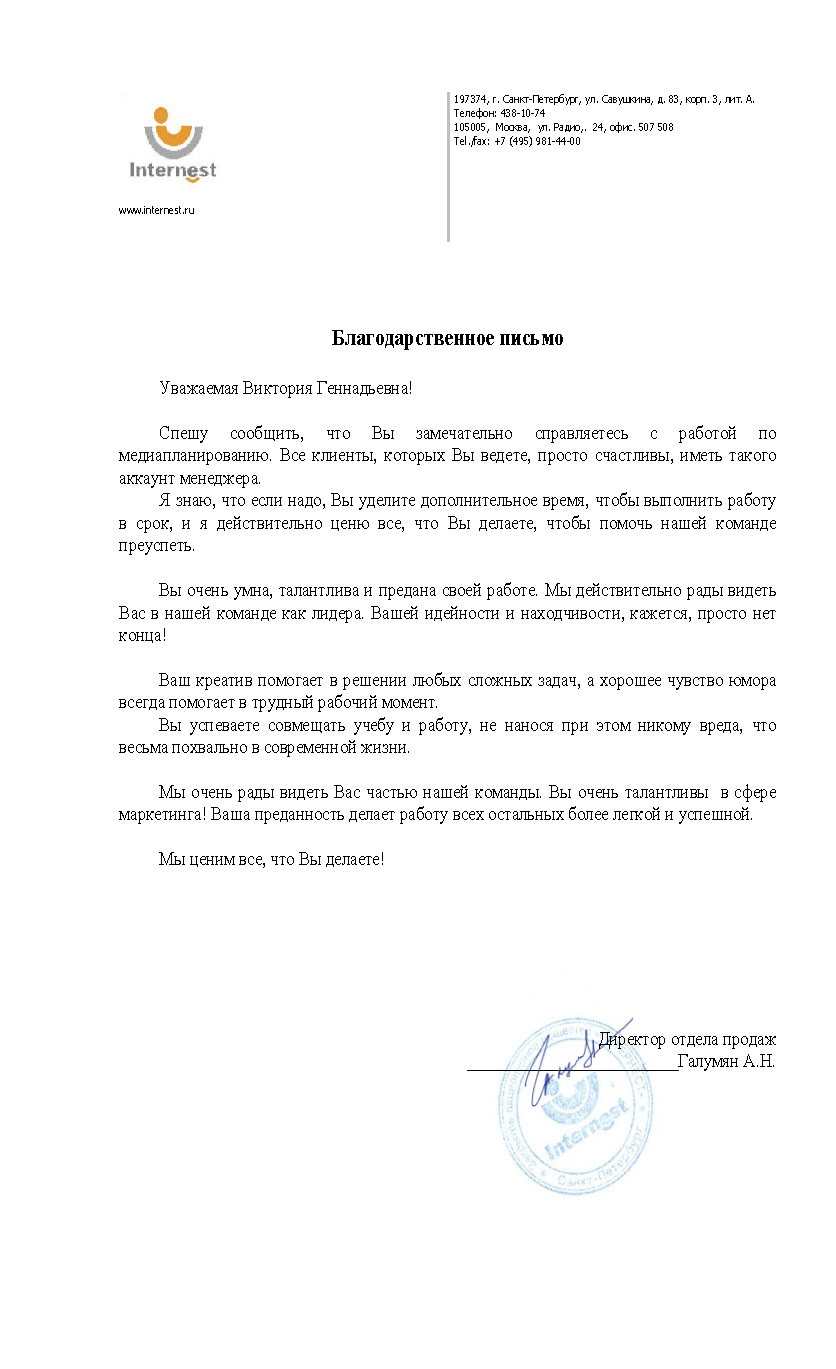 Internest
www.internest.ru
197374, г. Санкт-Петербург, ул. Савушкина, д. 83, корп. 3, лит. А.
Телефон: 438-10-74
105005, Москва, ул. Радио,. 24, офис. 507 508
Tel./fax: +7 (495) 981-44-00
Благодарственное письмо
Уважаемая Виктория Геннадьевна!
Спешу сообщить, что Вы замечательно справляетесь с работой по
медиапланированию. Все клиенты, которых Вы ведете, просто счастливы, иметь такого
аккаунт менеджера.
Я знаю, что если надо, Вы уделите дополнительное время, чтобы выполнить работу
в срок, и я действительно ценю все, что Вы делаете, чтобы помочь нашей команде
преуспеть.
Вы очень умна, талантлива и предана своей работе. Мы действительно рады видеть
Вас в нашей команде как лидера. Вашей идейности и находчивости, кажется, просто нет
конца!
Ваш креатив помогает в решении любых сложных задач, а хорошее чувство юмора
всегда помогает в трудный рабочий момент.
Вы успеваете совмещать учебу и работу, не нанося при этом никому вреда, что
весьма похвально в современной жизни.
Мы очень рады видеть Вас частью нашей команды. Вы очень талантливы в сфере
маркетинга! Ваша преданность делает работу всех остальных более легкой и успешной.
Мы ценим все, что Вы делаете!
Директор отдела продаж
Галумян А.Н.
Internest
Санкт-Петербург